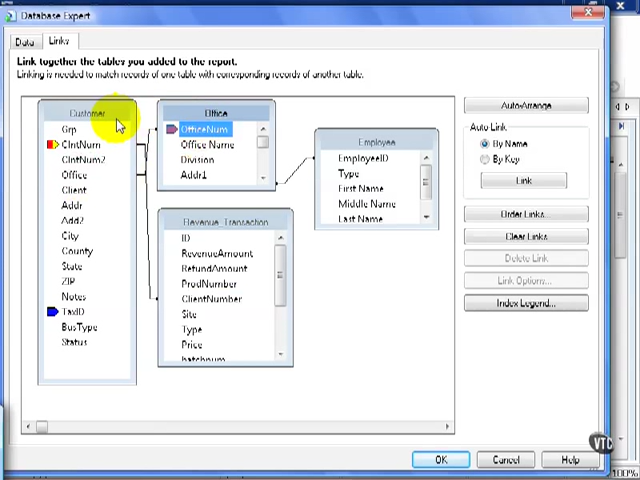 Database Expert
Data
Links
Link together the tables you added to the report.
Linking is needed to match records of one table with corresponding records of another table.
Customer
Grp
ClntNum
ClntNum2
Office
Client
Addr
Add2
City
County
State
ZIP
Notes
TaxID
BusType
Status
Office
OfficeNum
Office Name
Division
Addr1
Revenue_Transaction
ID
RevenueAmount
RefundAmount
ProdNumber
ClientNumber
Site
Type
Price
batchnum
Employee
EmployeeID
Type
First Name
Middle Name
Last Name
Auto-Arrange
Auto Link
By Name
By Key
Link
Order Links...
Clear Links
Delete Link
Link Options...
Index Legend...
OK
Cancel
Help
VTC
100%